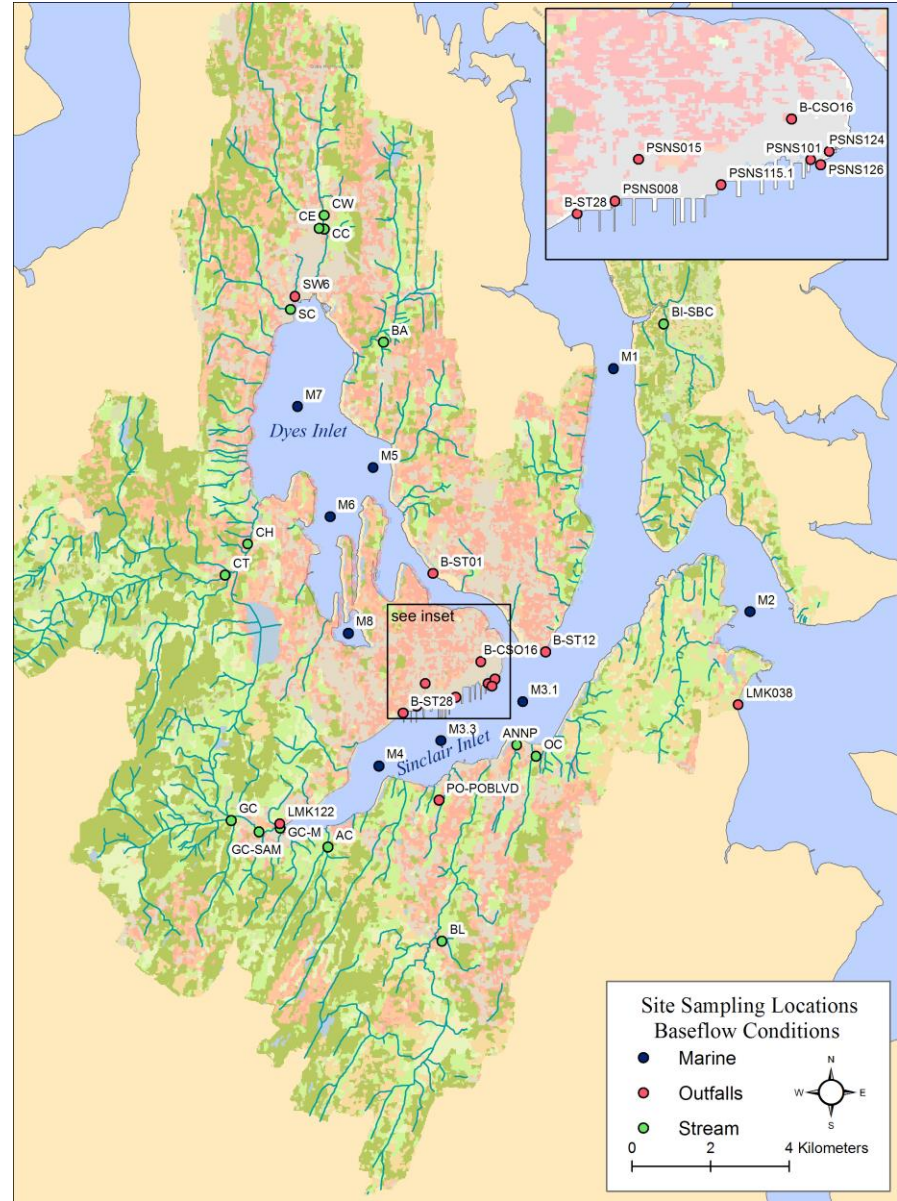 B-CSO16
PSNS124
PSNS015
PSNS101
PSNS126
PSNS115.1
PSNS008
B-ST28
CW
CE
CC
SW6
SC
BA
BI-SBC
M1
M7
Dyes Inlet
M5
M6
CH
CT
B-ST01
M8
see inset
M2
B-ST12
B-CSO16
B-ST28
M3.1
LMK038
M3.3
ANNP
OC
M4
Sinclair Inlet
PO-POBLVD
GC
LMK122
GC-M
AC
GC-SAM
BL
Site Sampling Locations
Baseflow Conditions
Marine
Outfalls
Stream
N
W
E
S
0 2 4 Kilometers